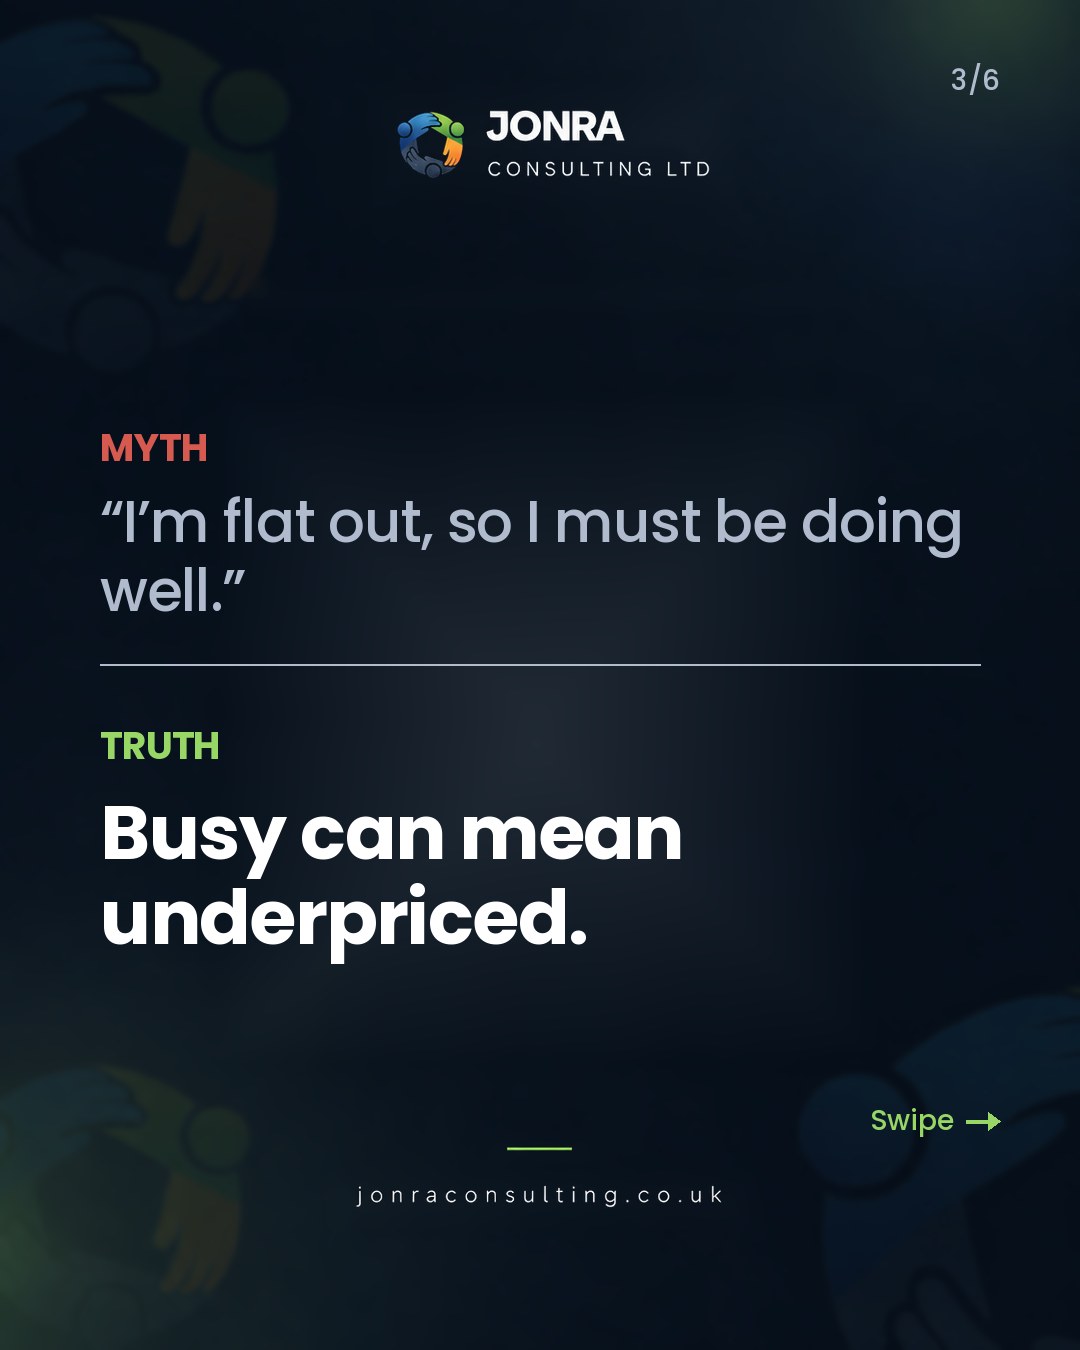 3/6
JONRA
CONSULTING LTD
MYTH
“I’m flat out, so I must be doing
well.”
TRUTH
Busy can mean
underpriced.
Swipe →
jonraconsulting.co.uk